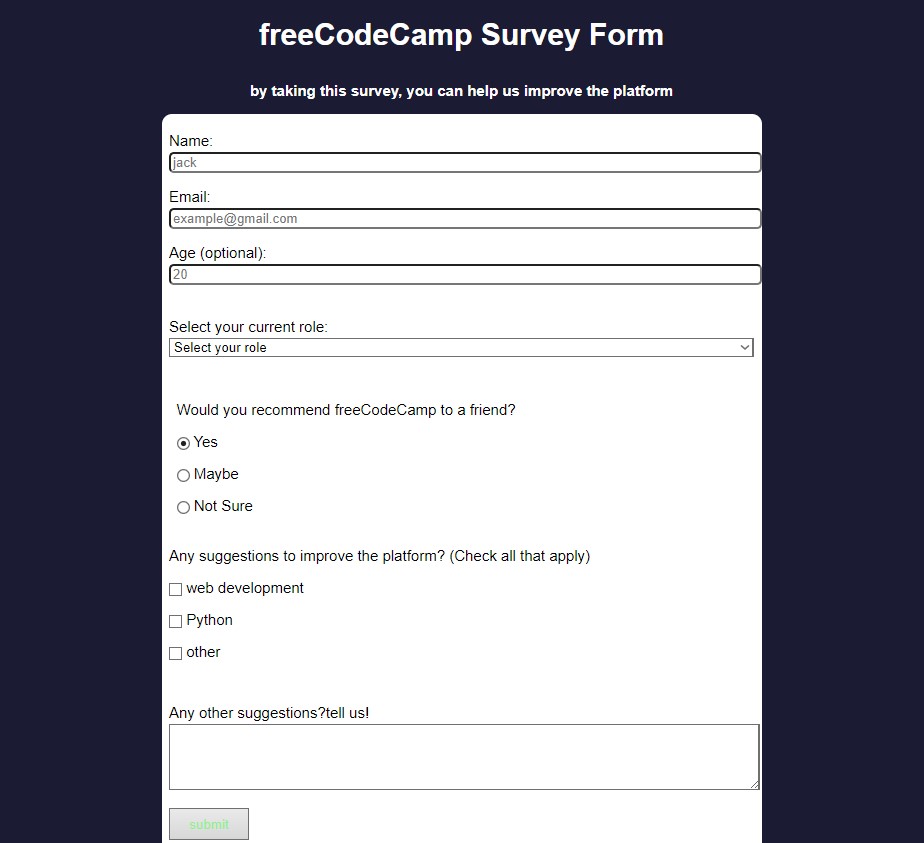 freeCodeCamp Survey Form
by taking this survey, you can help us improve the platform
Name:
jack
Email:
example@gmail.com
Age (optional):
20
Select your current role:
Select your role
Would you recommend freeCodeCamp to a friend?
Yes
Maybe
Not Sure
Any suggestions to improve the platform? (Check all that apply)
web development
Python
other
Any other suggestions?tell us!
submit